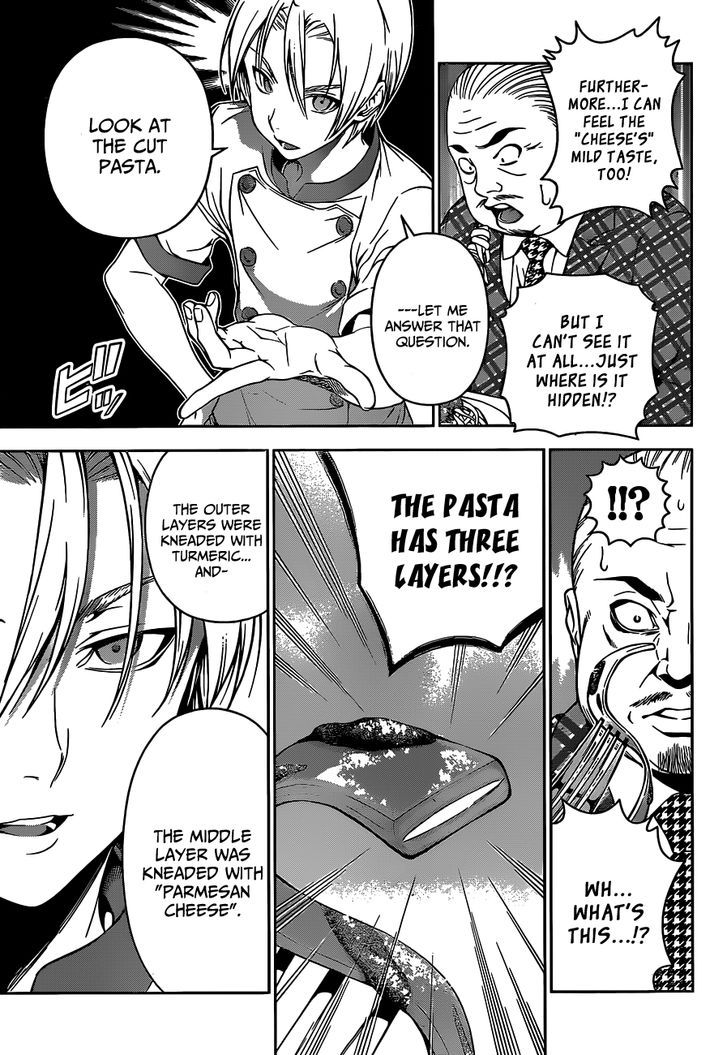 FURTHER-
MORE...I CAN
FEEL THE
"CHEESE'S"
MILD TASTE,
TOO!
BUT I
CAN'T SEE IT
AT ALL...JUST
WHERE IS IT
HIDDEN!?
---LET ME
ANSWER THAT
QUESTION.
LOOK AT
THE CUT
PASTA.
ビッ
!!?
WH...
WHAT'S
THIS...!?
THE PASTA
HAS THREE
LAYERS!!?
THE OUTER
LAYERS WERE
KNEADED WITH
TURMERIC...
AND-
THE MIDDLE
LAYER WAS
KNEADED WITH
"PARMESAN
CHEESE".